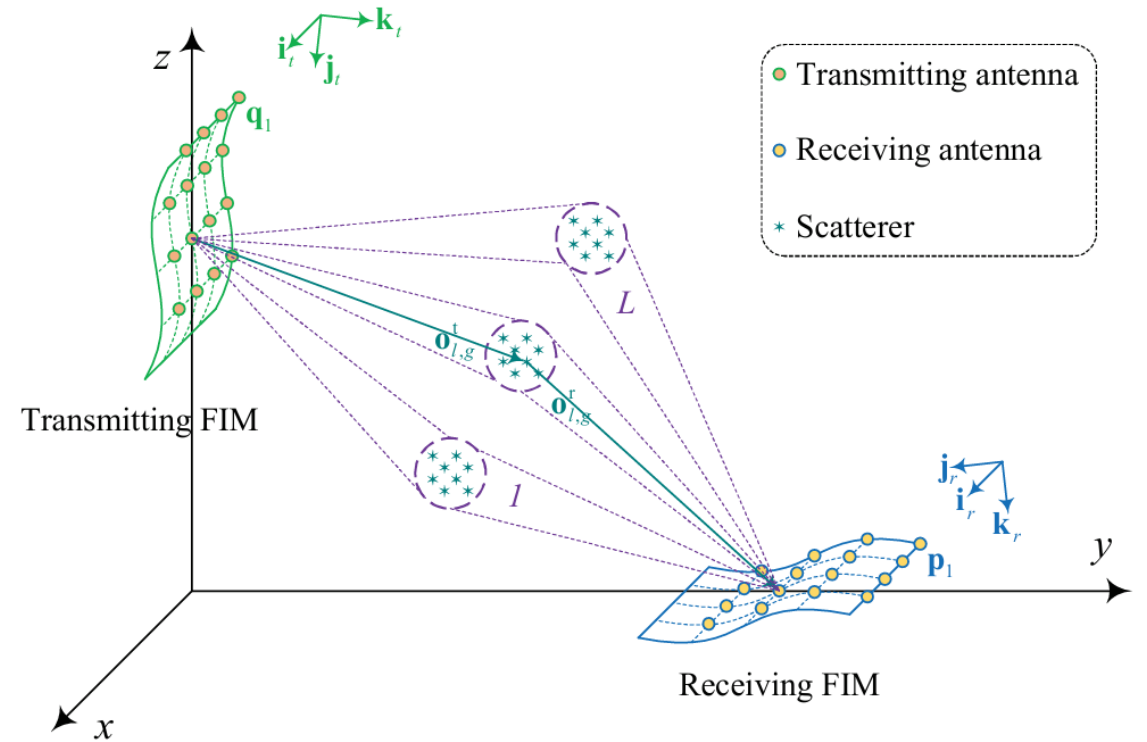 z
i_t
j_t
k_t
q_1
Transmitting antenna
Receiving antenna
Scatterer
L
o^t_{l,g}
o^r_{l,g}
Transmitting FIM
1
j_r
i_r
k_r
y
p_1
Receiving FIM
x